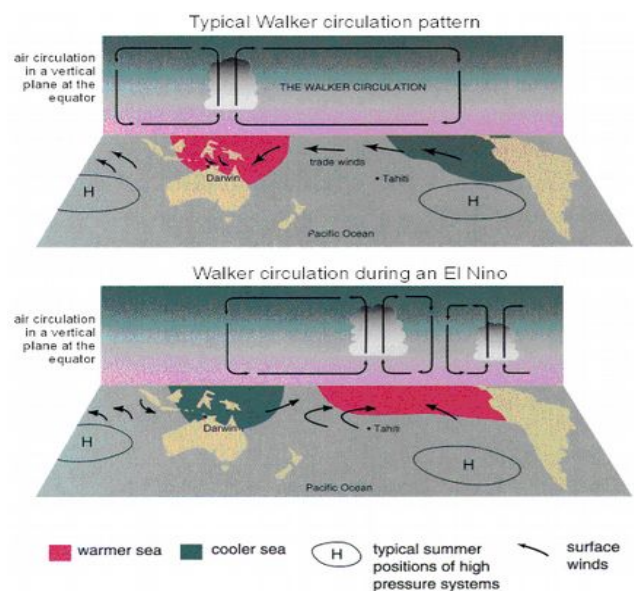 Typical Walker circulation pattern
air circulation
in a vertical
plane at the
equator
THE WALKER CIRCULATION
trade winds
Darwin
• Tahiti
H
H
Pacific Ocean
Walker circulation during an El Nino
air circulation
in a vertical
plane at the
equator
Darwin
• Tahiti
H
H
Pacific Ocean
warmer sea
cooler sea
H
typical summer
positions of high
pressure systems
surface
winds